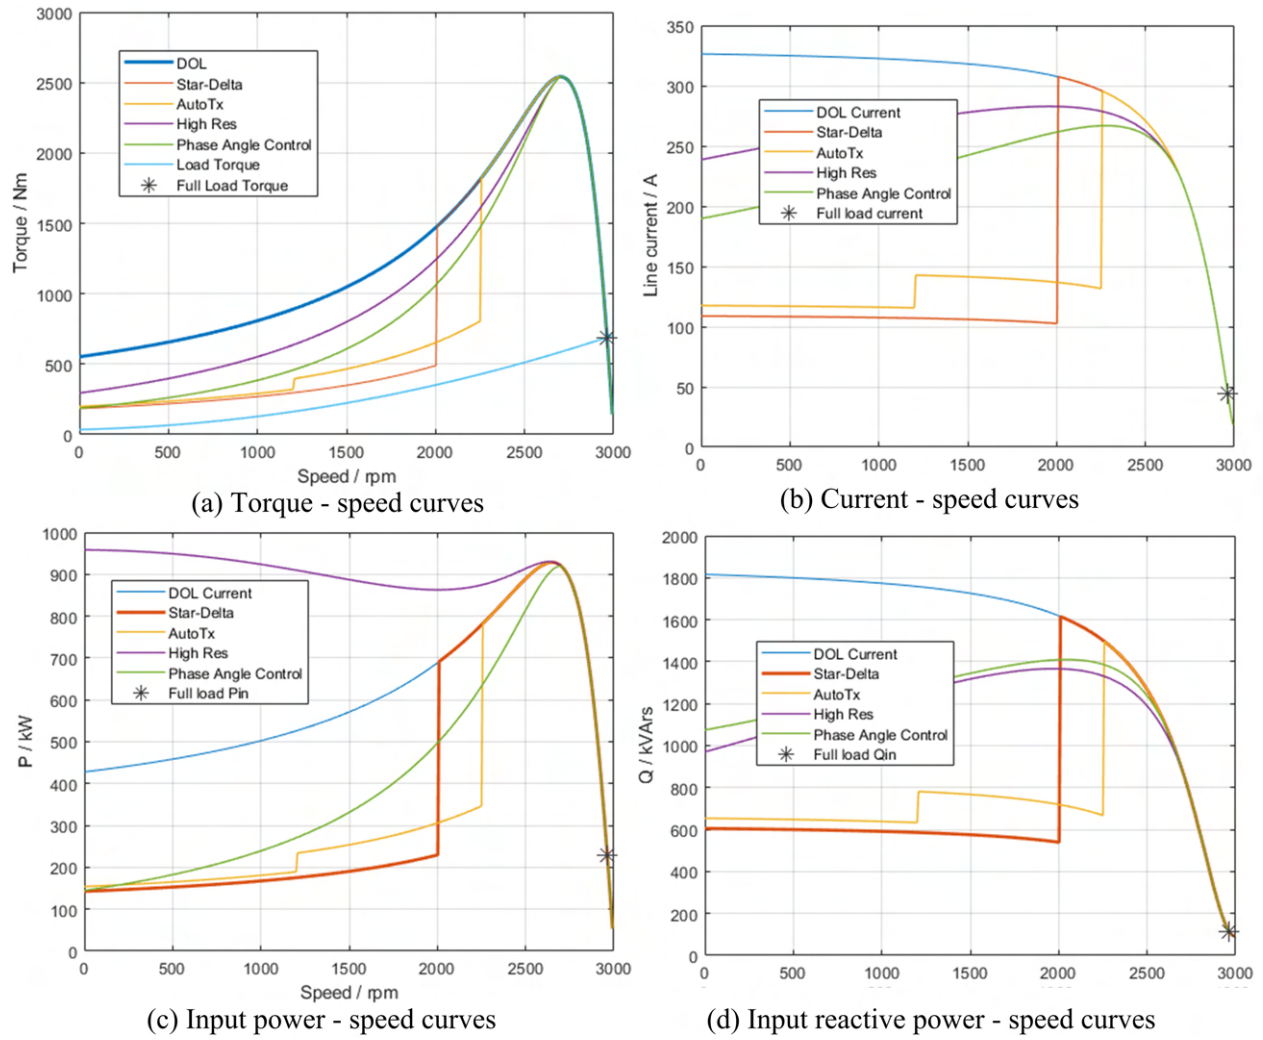 3000
2500
2000
1500
1000
500
0
Torque / Nm
DOL
Star-Delta
AutoTx
High Res
Phase Angle Control
Load Torque
Full Load Torque
0 500 1000 1500 2000 2500 3000
Speed / rpm
(a) Torque - speed curves
350
300
250
200
150
100
50
0
Line current / A
DOL Current
Star-Delta
AutoTx
High Res
Phase Angle Control
Full load current
0 500 1000 1500 2000 2500 3000
(b) Current - speed curves
1000
900
800
700
600
500
400
300
200
100
0
P / kW
DOL Current
Star-Delta
AutoTx
High Res
Phase Angle Control
Full load Pin
0 500 1000 1500 2000 2500 3000
Speed / rpm
(c) Input power - speed curves
2000
1800
1600
1400
1200
1000
800
600
400
200
0
Q / kVArs
DOL Current
Star-Delta
AutoTx
High Res
Phase Angle Control
Full load Qin
0 500 1000 1500 2000 2500 3000
(d) Input reactive power - speed curves